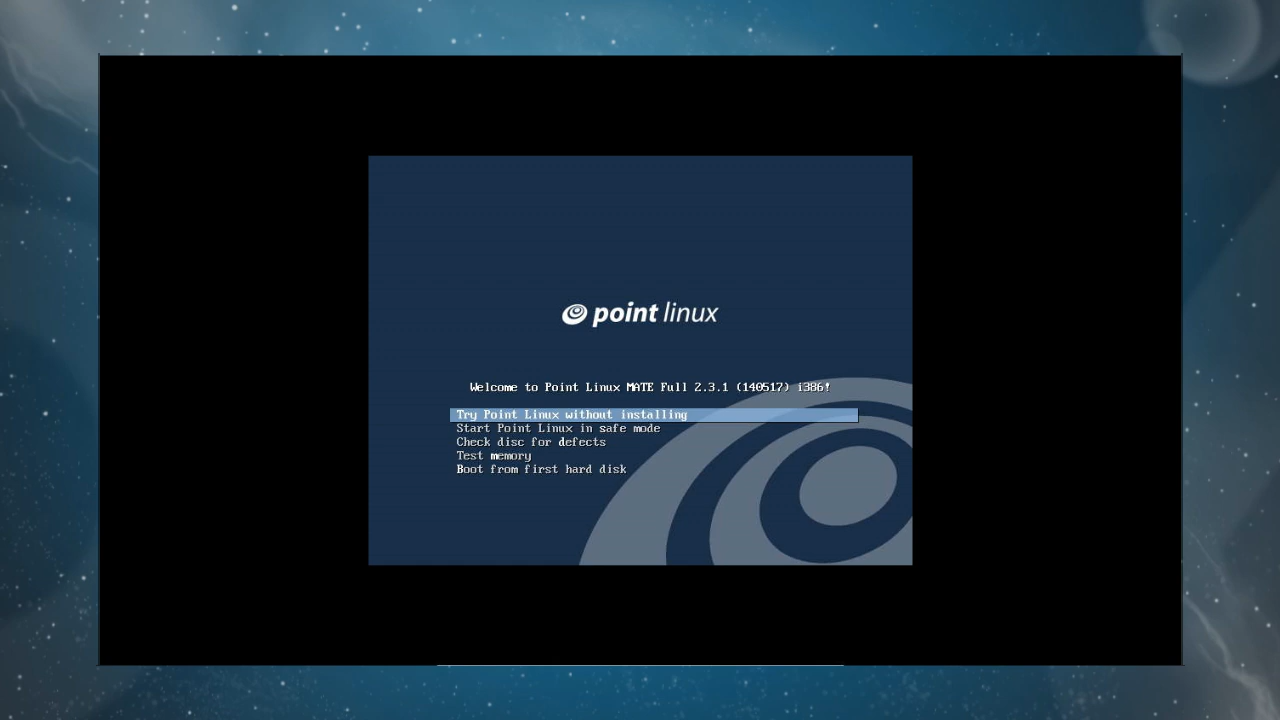 point linux
Welcome to Point Linux MATE Full 2.3.1 (140517) i386!
Try Point Linux without installing
Start Point Linux in safe mode
Check disc for defects
Test memory
Boot from first hard disk